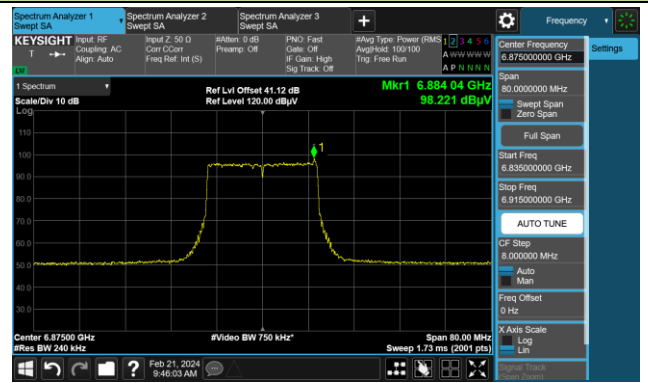 Spectrum Analyzer 1
Swept SA
Spectrum Analyzer 2
Swept SA
Spectrum Analyzer 3
Swept SA
+
Frequency
KEYSIGHT
T
LW
Input: RF
Coupling: AC
Align: Auto
Input Z: 50 Ω
Corr CCorr
Freq Ref: Int (S)
#Atten: 0 dB
Preamp: Off
PNO: Fast
Gate: Off
IF Gain: High
Sig Track: Off
#Avg Type: Power (RMS
Avg|Hold: 100/100
Trig: Free Run
1 2 3 4 5 6
A W W W W W
A P N N N N
1 Spectrum
Scale/Div 10 dB
Log
Ref Lvl Offset 41.12 dB
Ref Level 120.00 dBµV
Mkr1 6.884 04 GHz
98.221 dBµV
110
100
90.0
80.0
70.0
60.0
50.0
40.0
30.0
1
Center 6.87500 GHz
#Res BW 240 kHz
#Video BW 750 kHz*
Span 80.00 MHz
Sweep 1.73 ms (2001 pts)
Center Frequency
6.875000000 GHz
Span
80.0000000 MHz
Swept Span
Zero Span
Full Span
Start Freq
6.835000000 GHz
Stop Freq
6.915000000 GHz
AUTO TUNE
CF Step
8.000000 MHz
Auto
Man
Freq Offset
0 Hz
X Axis Scale
Log
Lin
Signal Track
(Span Zoom)
Settings
?
Feb 21, 2024
9:46:03 AM